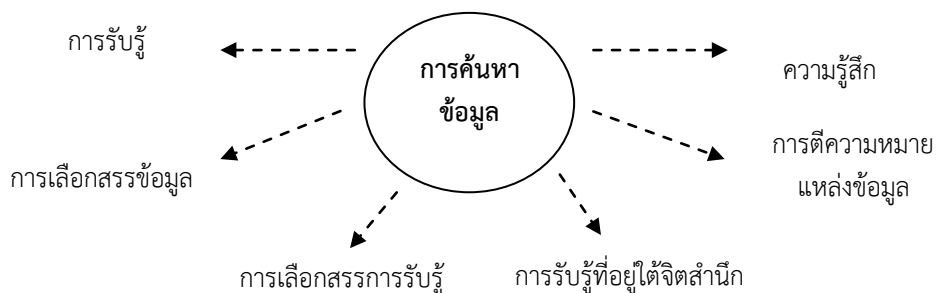 การรับรู้
การค้นหา
ข้อมูล
ความรู้สึก
การเลือกสรรข้อมูล
การตีความหมาย
แหล่งข้อมูล
การเลือกสรรการรับรู้
การรับรู้ที่อยู่ใต้จิตสำนึก